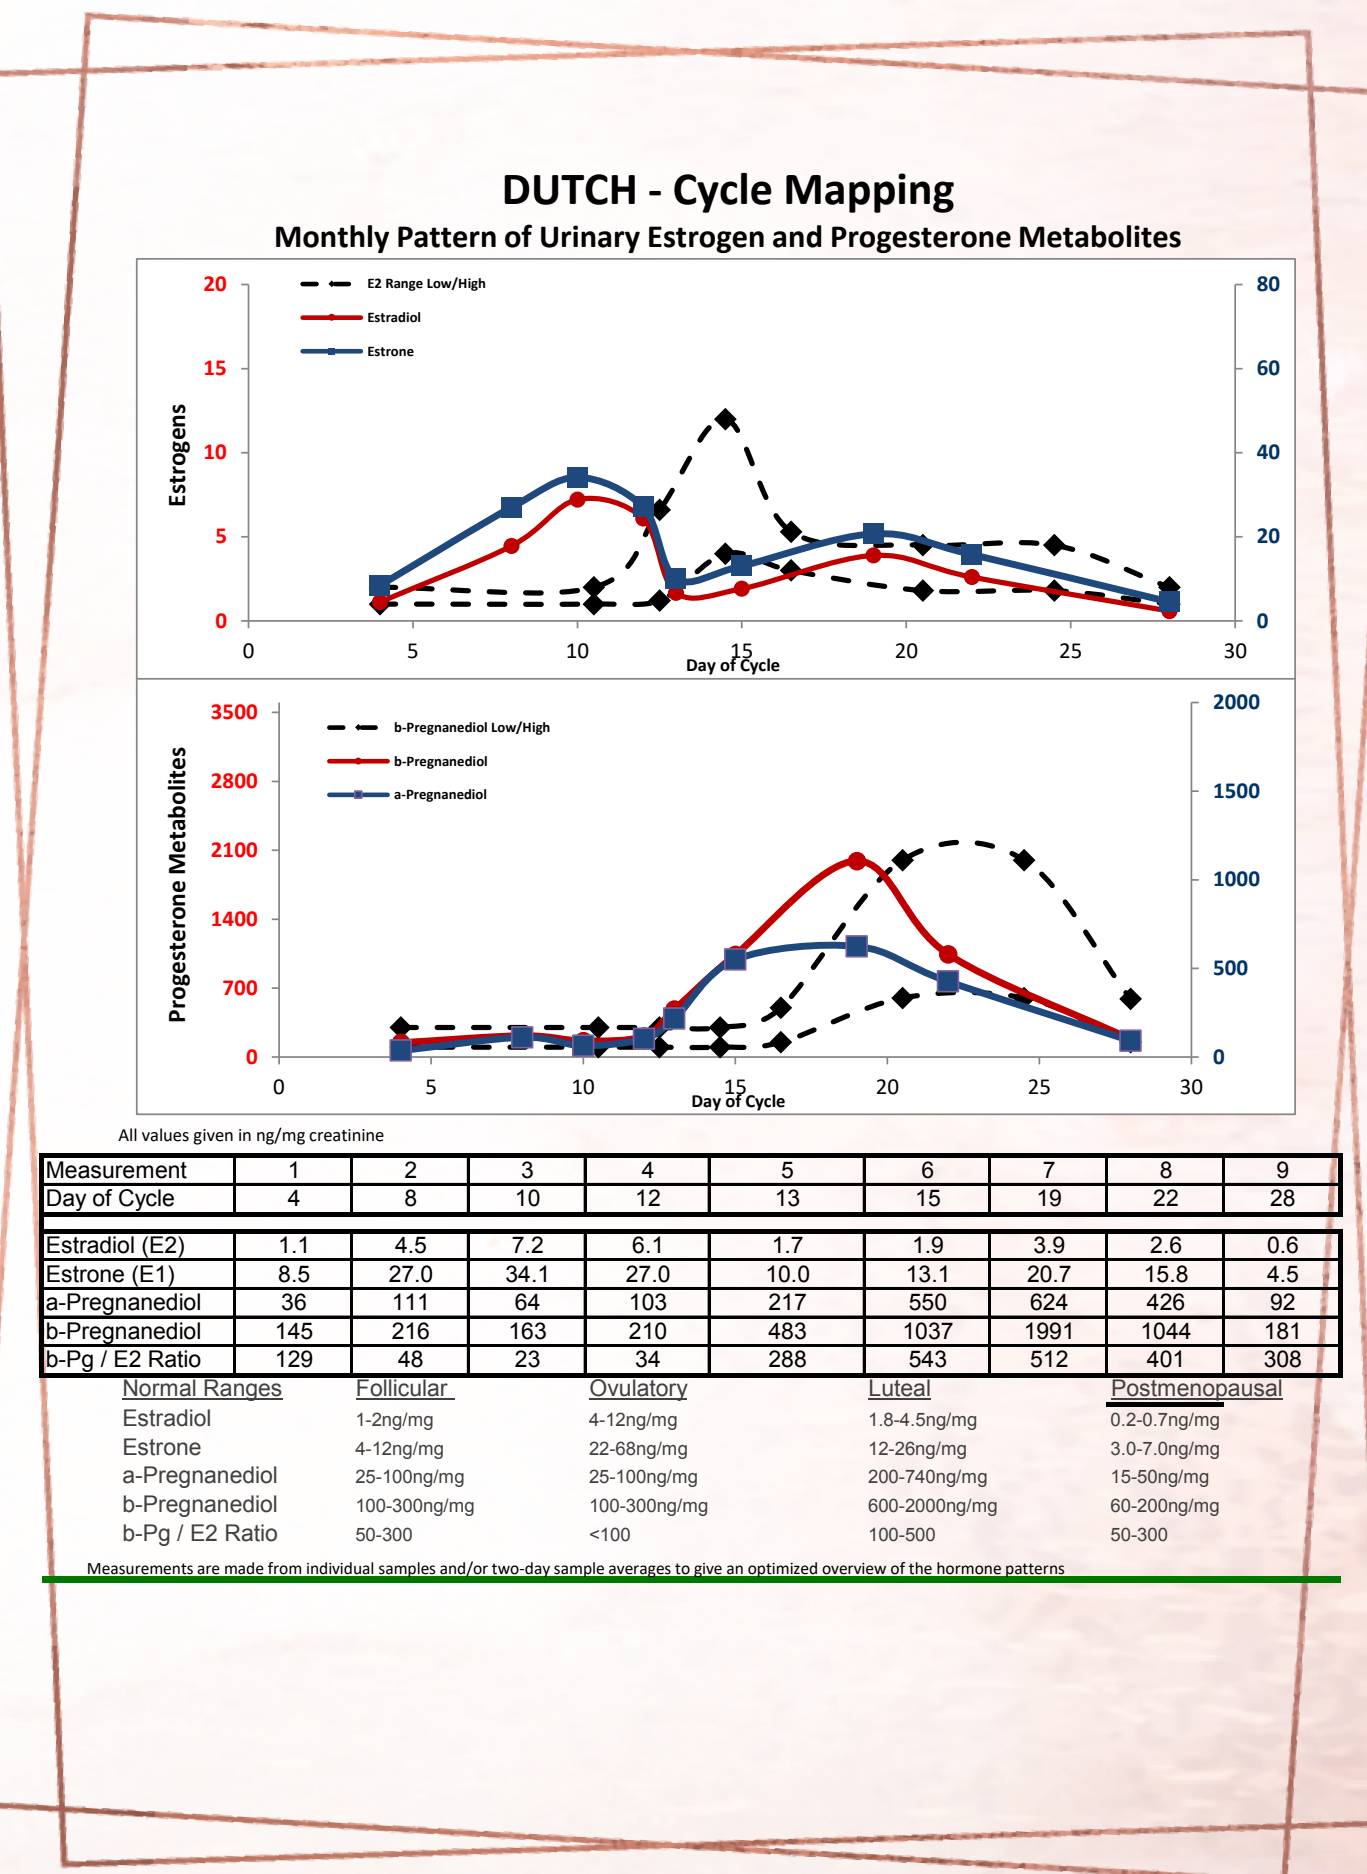 DUTCH - Cycle Mapping
Monthly Pattern of Urinary Estrogen and Progesterone Metabolites
E2 Range Low/High
Estradiol
Estrone
Estrogens
20
15
10
5
0
80
60
40
20
0
0 5 10 15 20 25 30
Day of Cycle
b-Pregnanediol Low/High
b-Pregnanediol
a-Pregnanediol
Progesterone Metabolites
3500
2800
2100
1400
700
0
2000
1500
1000
500
0
0 5 10 15 20 25 30
Day of Cycle
All values given in ng/mg creatinine
Measurement 1 2 3 4 5 6 7 8 9
Day of Cycle 4 8 10 12 13 15 19 22 28
Estradiol (E2) 1.1 4.5 7.2 6.1 1.7 1.9 3.9 2.6 0.6
Estrone (E1) 8.5 27.0 34.1 27.0 10.0 13.1 20.7 15.8 4.5
a-Pregnanediol 36 111 64 103 217 550 624 426 92
b-Pregnanediol 145 216 163 210 483 1037 1991 1044 181
b-Pg / E2 Ratio 129 48 23 34 288 543 512 401 308
Normal Ranges Follicular Ovulatory Luteal Postmenopausal
Estradiol 1-2ng/mg 4-12ng/mg 1.8-4.5ng/mg 0.2-0.7ng/mg
Estrone 4-12ng/mg 22-68ng/mg 12-26ng/mg 3.0-7.0ng/mg
a-Pregnanediol 25-100ng/mg 25-100ng/mg 200-740ng/mg 15-50ng/mg
b-Pregnanediol 100-300ng/mg 100-300ng/mg 600-2000ng/mg 60-200ng/mg
b-Pg / E2 Ratio 50-300 <100 100-500 50-300
Measurements are made from individual samples and/or two-day sample averages to give an optimized overview of the hormone patterns